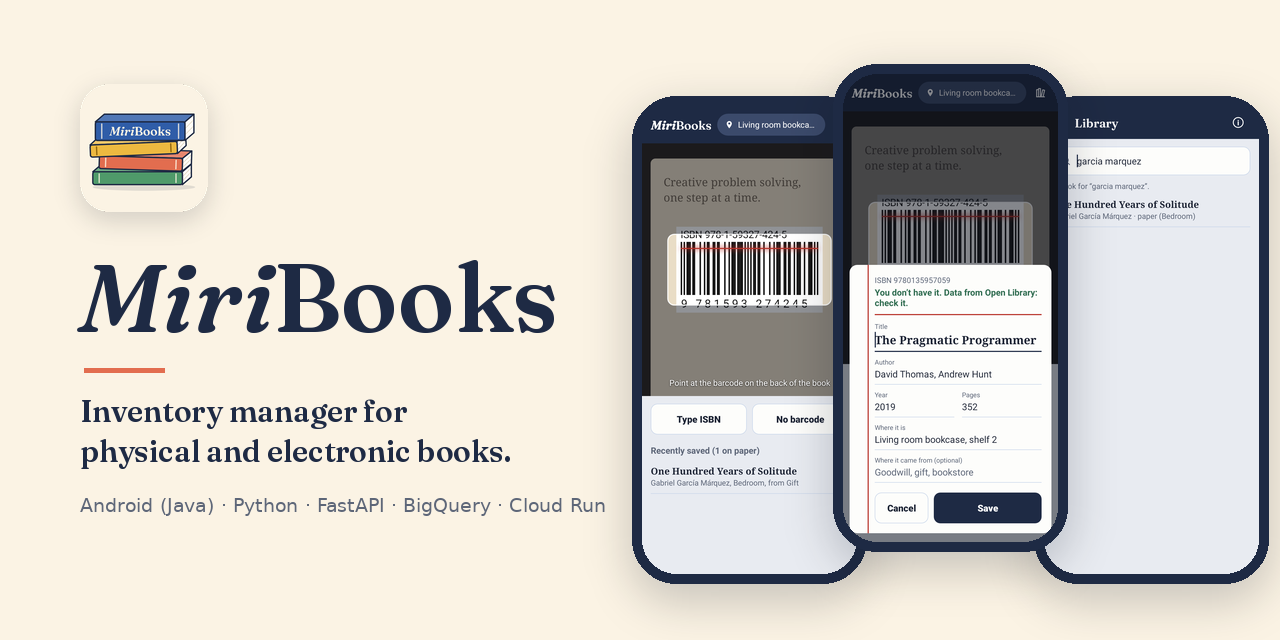 MiriBooks
MiriBooks
Inventory manager for
physical and electronic books.
Android (Java) · Python · FastAPI · BigQuery · Cloud Run
MiriBooks
Living room bookca...
Creative problem solving,
one step at a time.
ISBN 978-1-59327-424-5
9 781593 274245
Point at the barcode on the back of the book
Type ISBN
No barcode
Recently saved (1 on paper)
One Hundred Years of Solitude
Gabriel García Márquez, Bedroom, from Gift
MiriBooks
Living room bookca...
Creative problem solving,
one step at a time.
ISBN 978-1-59327-424-5
ISBN 9780135957059
You don't have it. Data from Open Library:
check it.
Title
The Pragmatic Programmer
Author
David Thomas, Andrew Hunt
Year
Pages
2019
352
Where it is
Living room bookcase, shelf 2
Where it came from (optional)
Goodwill, gift, bookstore
Cancel
Save
Library
garcia marquez
for "garcia marquez".
Hundred Years of Solitude
García Márquez · paper (Bedroom)